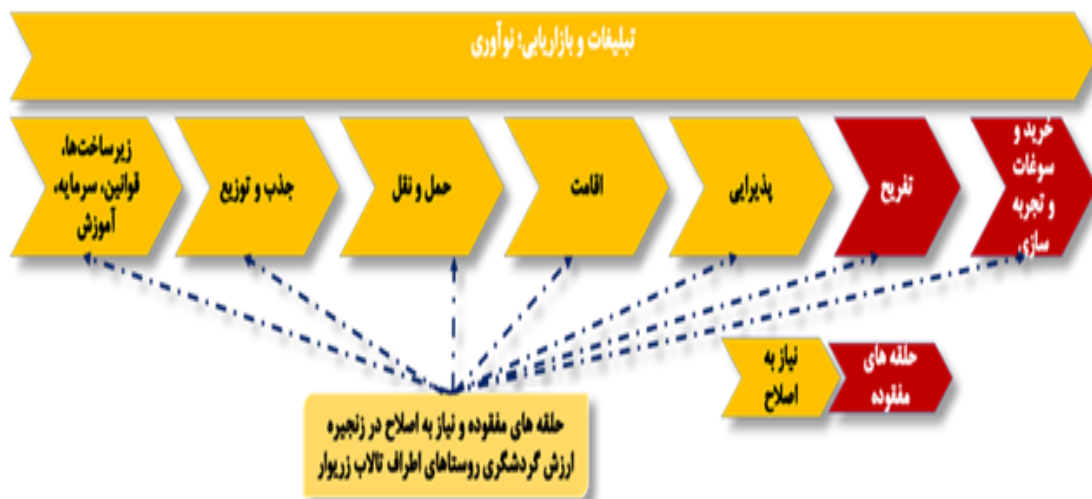 تبلیغات و بازاریابی؛ نوآوری
زیرساخت‌ها،
قوانین، سرمایه،
آموزش
جذب و توزیع
حمل و نقل
اقامت
پذیرایی
تفریح
خرید و
سوغات
و تجربه
سازی
نیاز به
اصلاح
حلقه های
مفقوده
حلقه های مفقوده و نیاز به اصلاح در زنجیره
ارزش گردشگری روستاهای اطراف تالاب زریوار